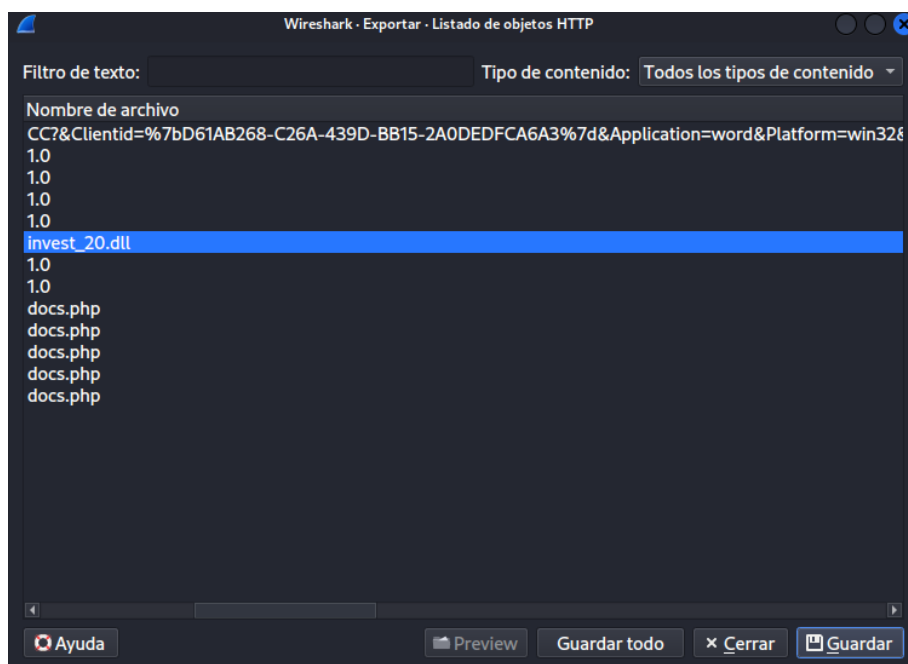 Wireshark · Exportar · Listado de objetos HTTP
Filtro de texto: Tipo de contenido: Todos los tipos de contenido
Nombre de archivo
CC?&Clientid=%7bD61AB268-C26A-439D-BB15-2A0DEDFCA6A3%7d&Application=word&Platform=win32&
1.0
1.0
1.0
1.0
invest_20.dll
1.0
1.0
docs.php
docs.php
docs.php
docs.php
docs.php
Ayuda Preview Guardar todo Cerrar Guardar